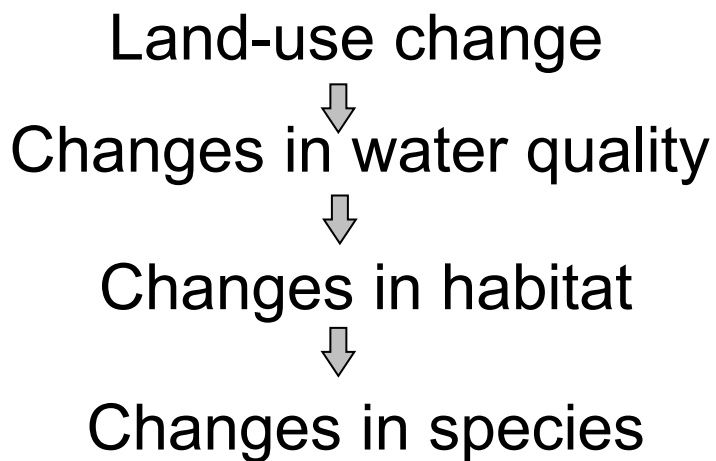 Land-use change
Changes in water quality
Changes in habitat
Changes in species